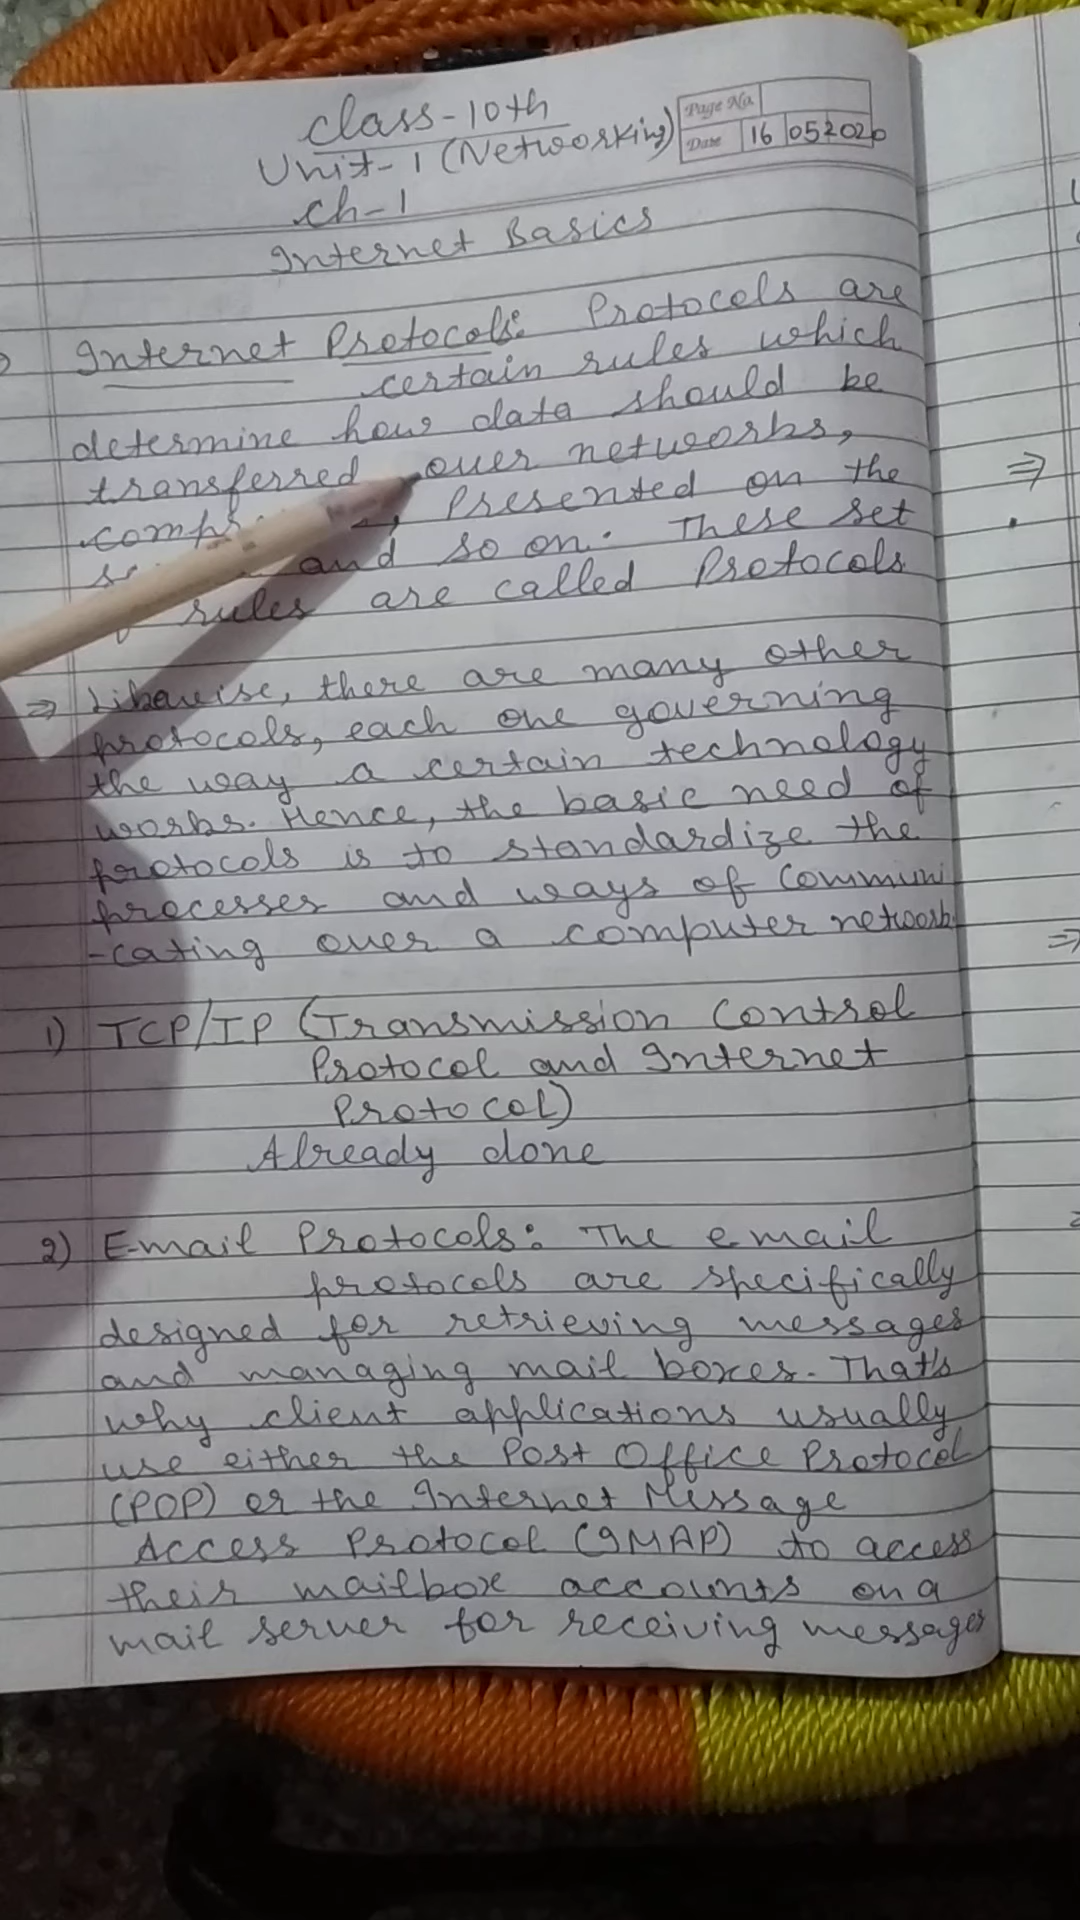 Class-10th
Unit-1 (Networking)
Page No.
Date 16 052020
Ch-1
Internet Basics
Internet Protocols: Protocols are
certain rules which
determine how data should be
transferred over networks,
Presented on the
and so on. These set
rules are called Protocols
⇒ Likewise, there are many other
protocols, each one governing
the way a certain technology
works. Hence, the basic need of
protocols is to standardize the
processes and ways of Communi
-cating over a computer network.
1) TCP/IP (Transmission Control
Protocol and Internet
Protocol)
Already done
2) E-mail Protocols: The email
protocols are specifically
designed for retrieving messages
and managing mail boxes. That's
why client applications usually
use either the Post Office Protocol
(POP) or the Internet Message
Access Protocol (IMAP) to access
their mailbox accounts on a
mail server for receiving messages